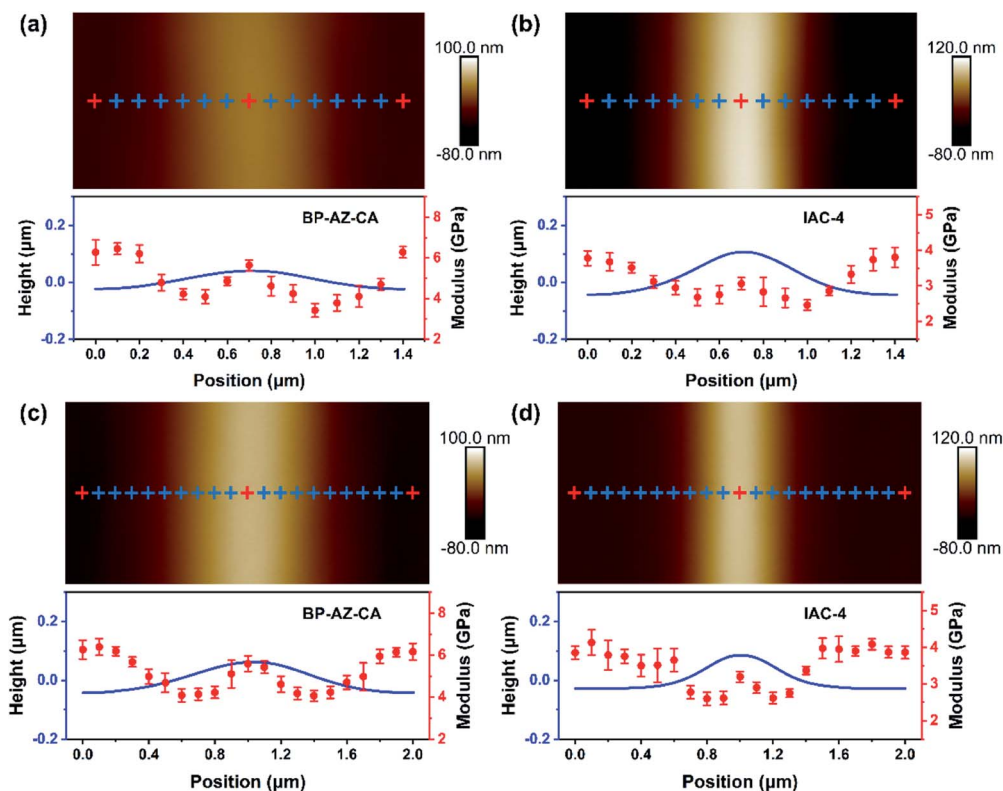 (a)
100.0 nm
-80.0 nm
BP-AZ-CA
Height (µm)
0.2
0.0
-0.2
Modulus (GPa)
8
6
4
2
0.0 0.2 0.4 0.6 0.8 1.0 1.2 1.4
Position (µm)
(b)
120.0 nm
-80.0 nm
IAC-4
Height (µm)
0.2
0.0
-0.2
Modulus (GPa)
5
4
3
2
0.0 0.2 0.4 0.6 0.8 1.0 1.2 1.4
Position (µm)
(c)
100.0 nm
-80.0 nm
BP-AZ-CA
Height (µm)
0.2
0.0
-0.2
Modulus (GPa)
8
6
4
2
0.0 0.4 0.8 1.2 1.6 2.0
Position (µm)
(d)
120.0 nm
-80.0 nm
IAC-4
Height (µm)
0.2
0.0
-0.2
Modulus (GPa)
5
4
3
2
0.0 0.4 0.8 1.2 1.6 2.0
Position (µm)